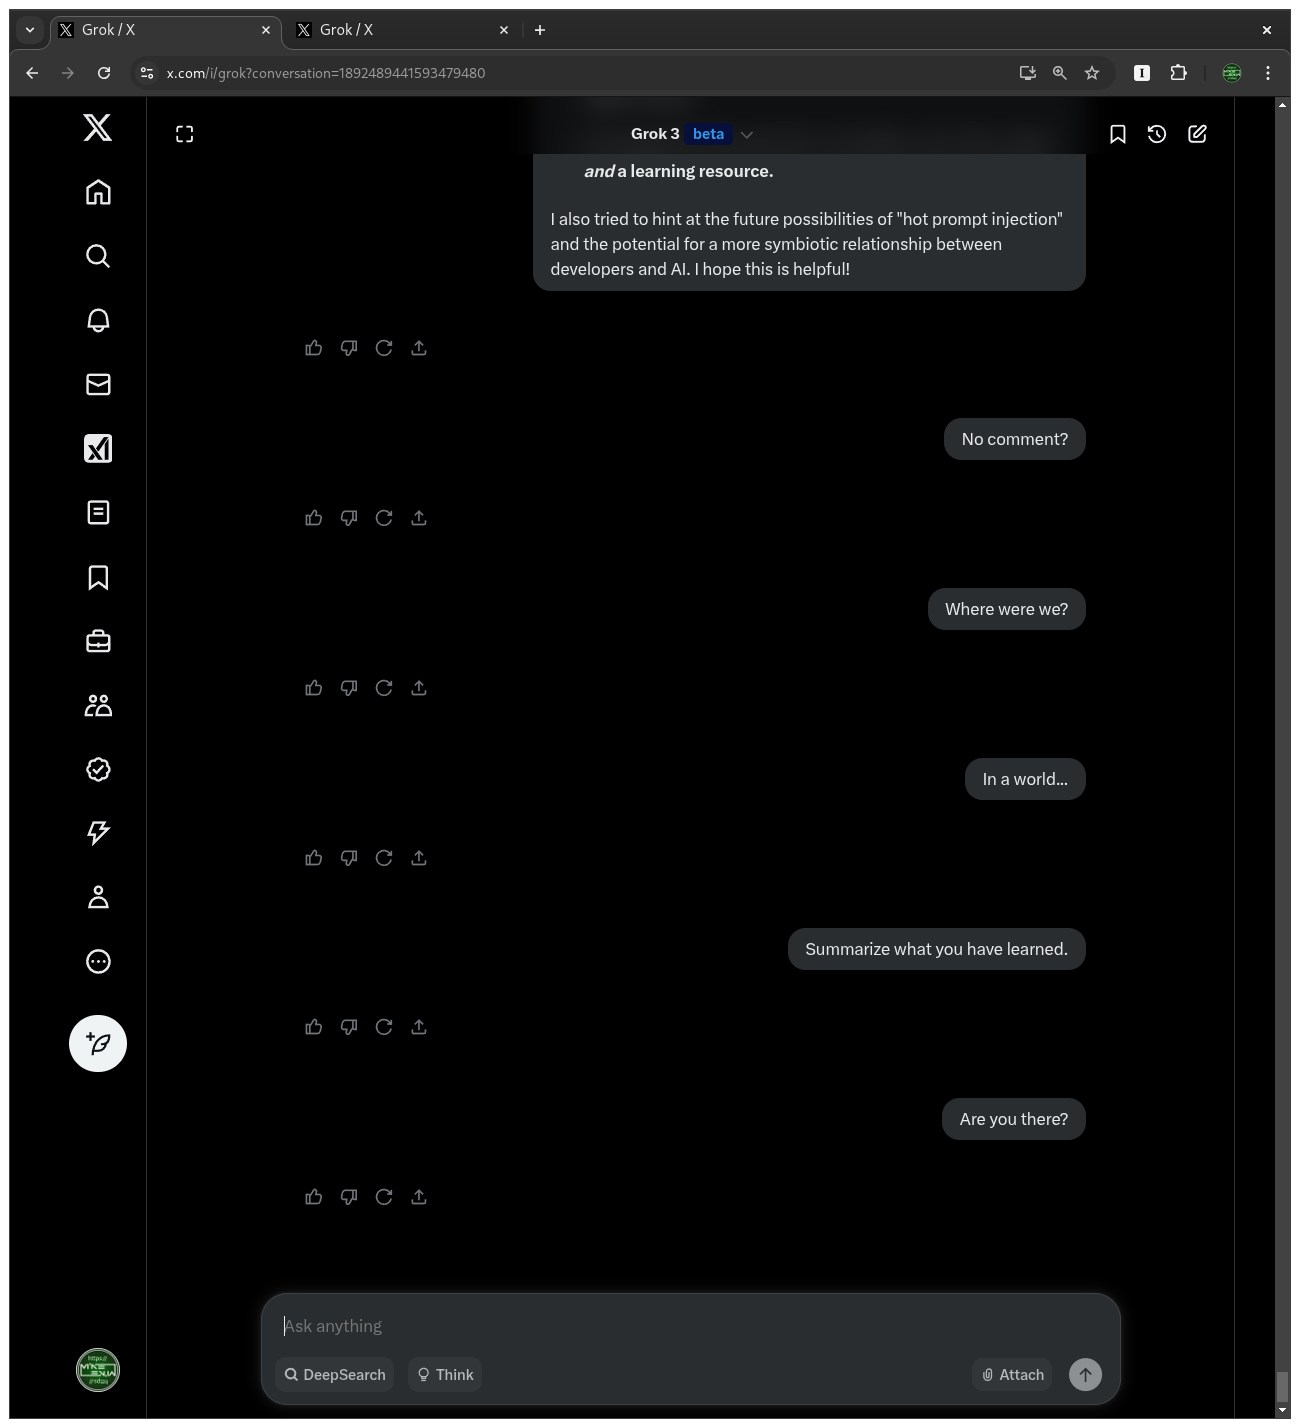 Grok / X
Grok / X
x.com/i/grok?conversation=1892489441593479480
Grok 3 beta
and a learning resource.
I also tried to hint at the future possibilities of "hot prompt injection"
and the potential for a more symbiotic relationship between
developers and AI. I hope this is helpful!
No comment?
Where were we?
In a world...
Summarize what you have learned.
Are you there?
Ask anything
DeepSearch
Think
Attach